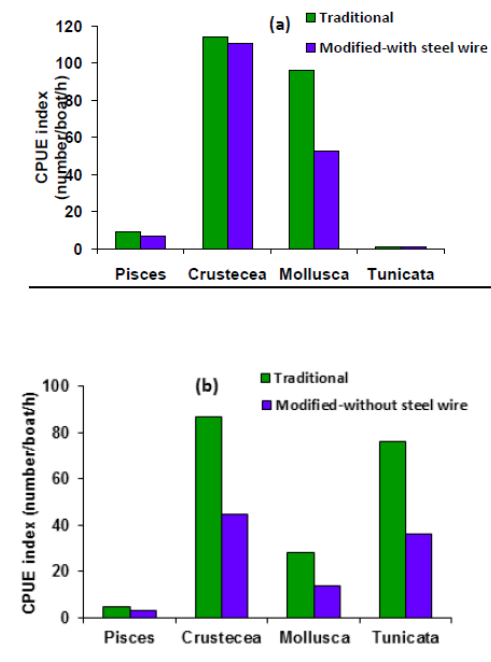 (a)
Traditional
Modified-with steel wire
CPUE index
(number/boat/h)
120
100
80
60
40
20
0
Pisces Crustecea Mollusca Tunicata
(b)
Traditional
Modified-without steel wire
CPUE index (number/boat/h)
100
80
60
40
20
0
Pisces Crustecea Mollusca Tunicata